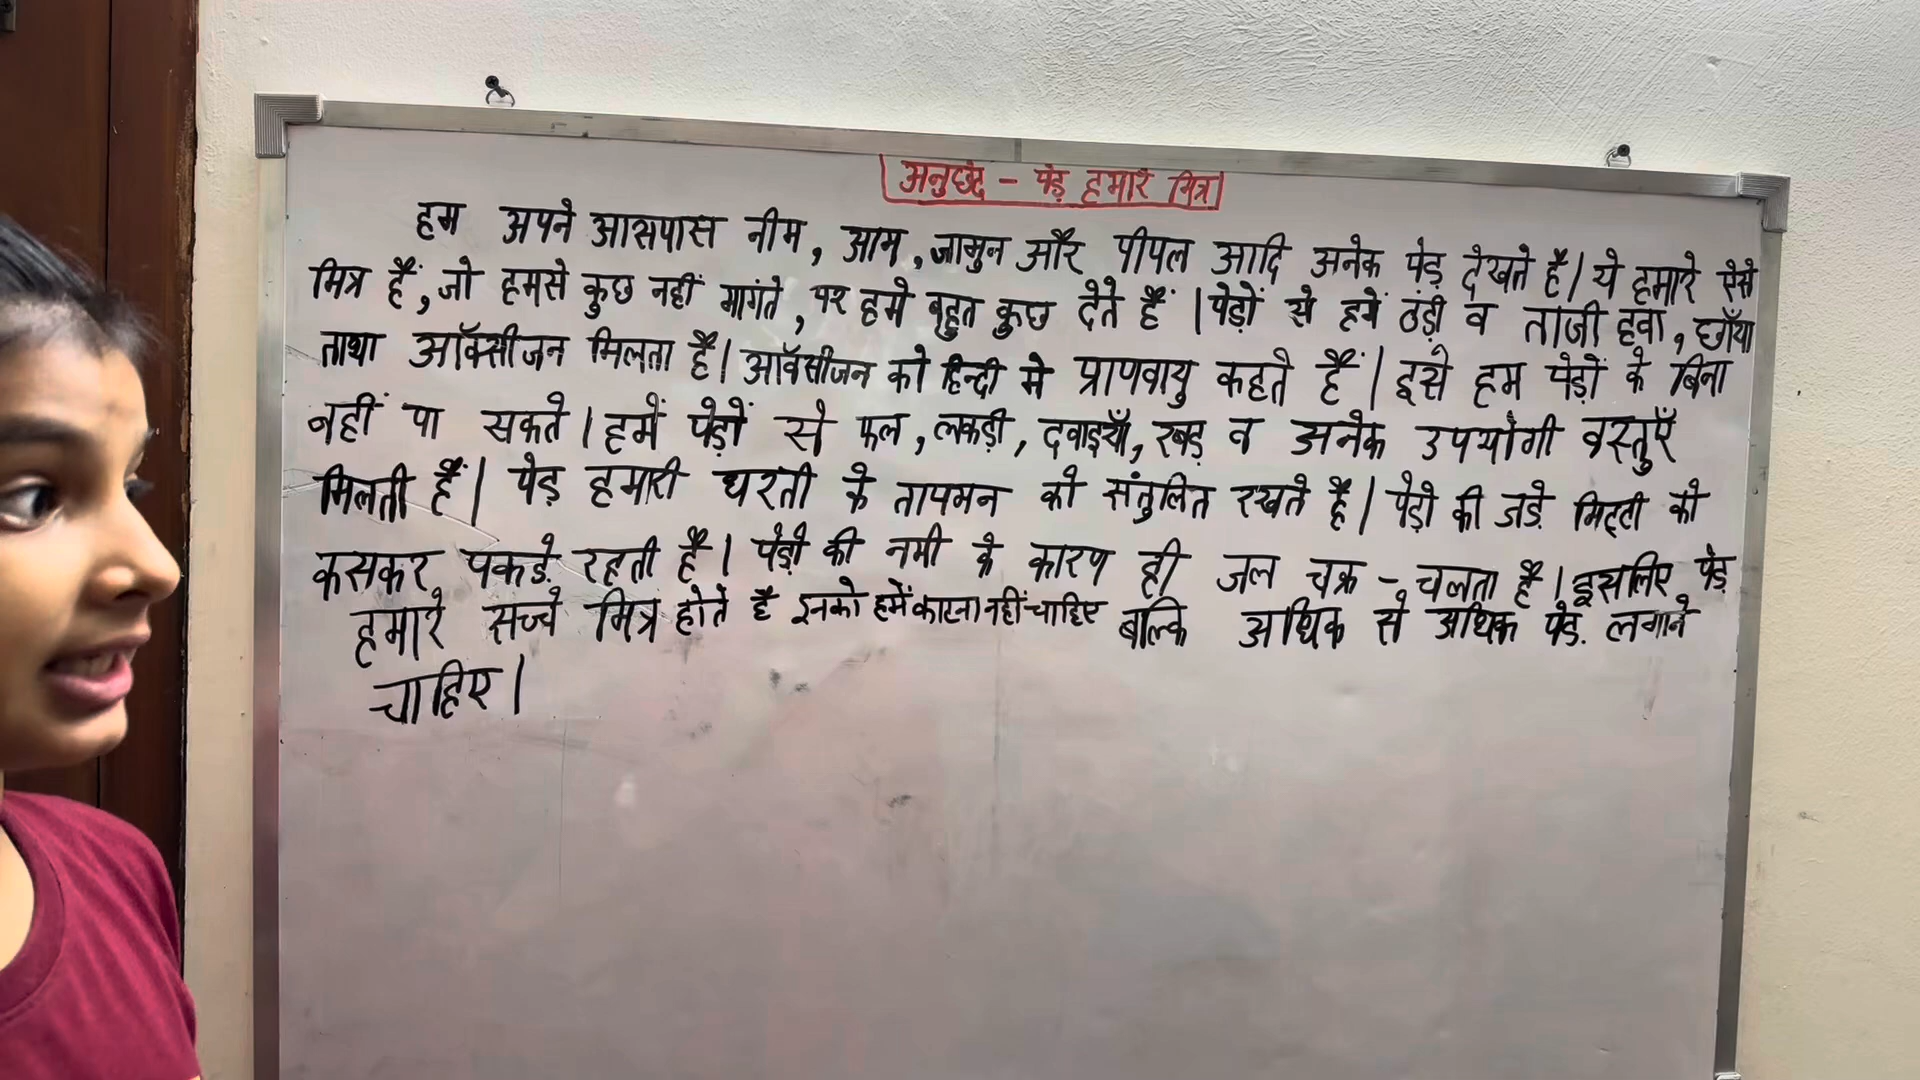 अनुछेद - पेड़ हमारे मित्र
हम अपने आसपास नीम, आम, जामुन और पीपल आदि अनेक पेड़ देखते है। ये हमारे ऐसे
मित्र हैं, जो हमसे कुछ नहीं मागंते, पर हमे बहुत कुछ देते हैं। पेड़ों से हमें ठंड़ी व ताजी हवा, छाँया
ताथा ऑक्सीजन मिलता है। ऑक्सीजन को हिन्दी मे प्राणवायु कहते हैं। इसे हम पेड़ों के बिना
नहीं पा सकते। हमें पेड़ों से फल, लकड़ी, दवाइयाँ, रबड़ व अनेक उपयोगी वस्तुएँ
मिलती हैं। पेड़ हमारी धरती के तापमन को संतुलित रखते है। पेड़ो की जड़े मिट्टी को
कसकर पकड़े रहती है। पेड़ो की नमी के कारण ही जल चक्र - चलता है। इसलिए पेड़
हमारे सच्चे मित्र होते है इनको हमें काटना नहीं चाहिए बल्कि अधिक से अधिक पेड़ लगाने
चाहिए।